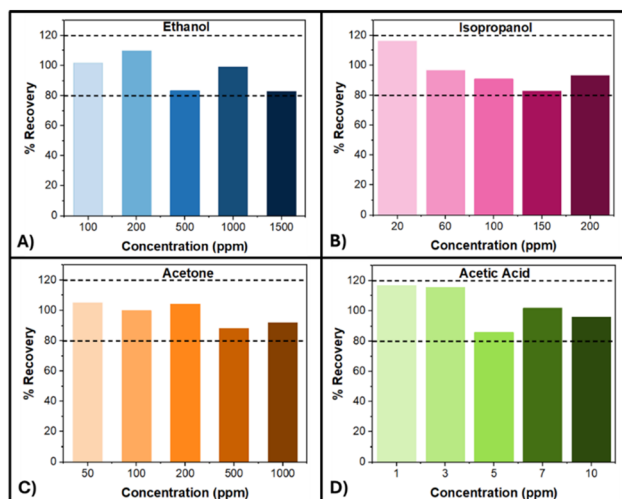 Ethanol
120
100
80
60
40
20
0
% Recovery
100 200 500 1000 1500
Concentration (ppm)
A)
Isopropanol
120
100
80
60
40
20
0
% Recovery
20 60 100 150 200
Concentration (ppm)
B)
Acetone
120
100
80
60
40
20
0
% Recovery
50 100 200 500 1000
Concentration (ppm)
C)
Acetic Acid
120
100
80
60
40
20
0
% Recovery
1 3 5 7 10
Concentration (ppm)
D)